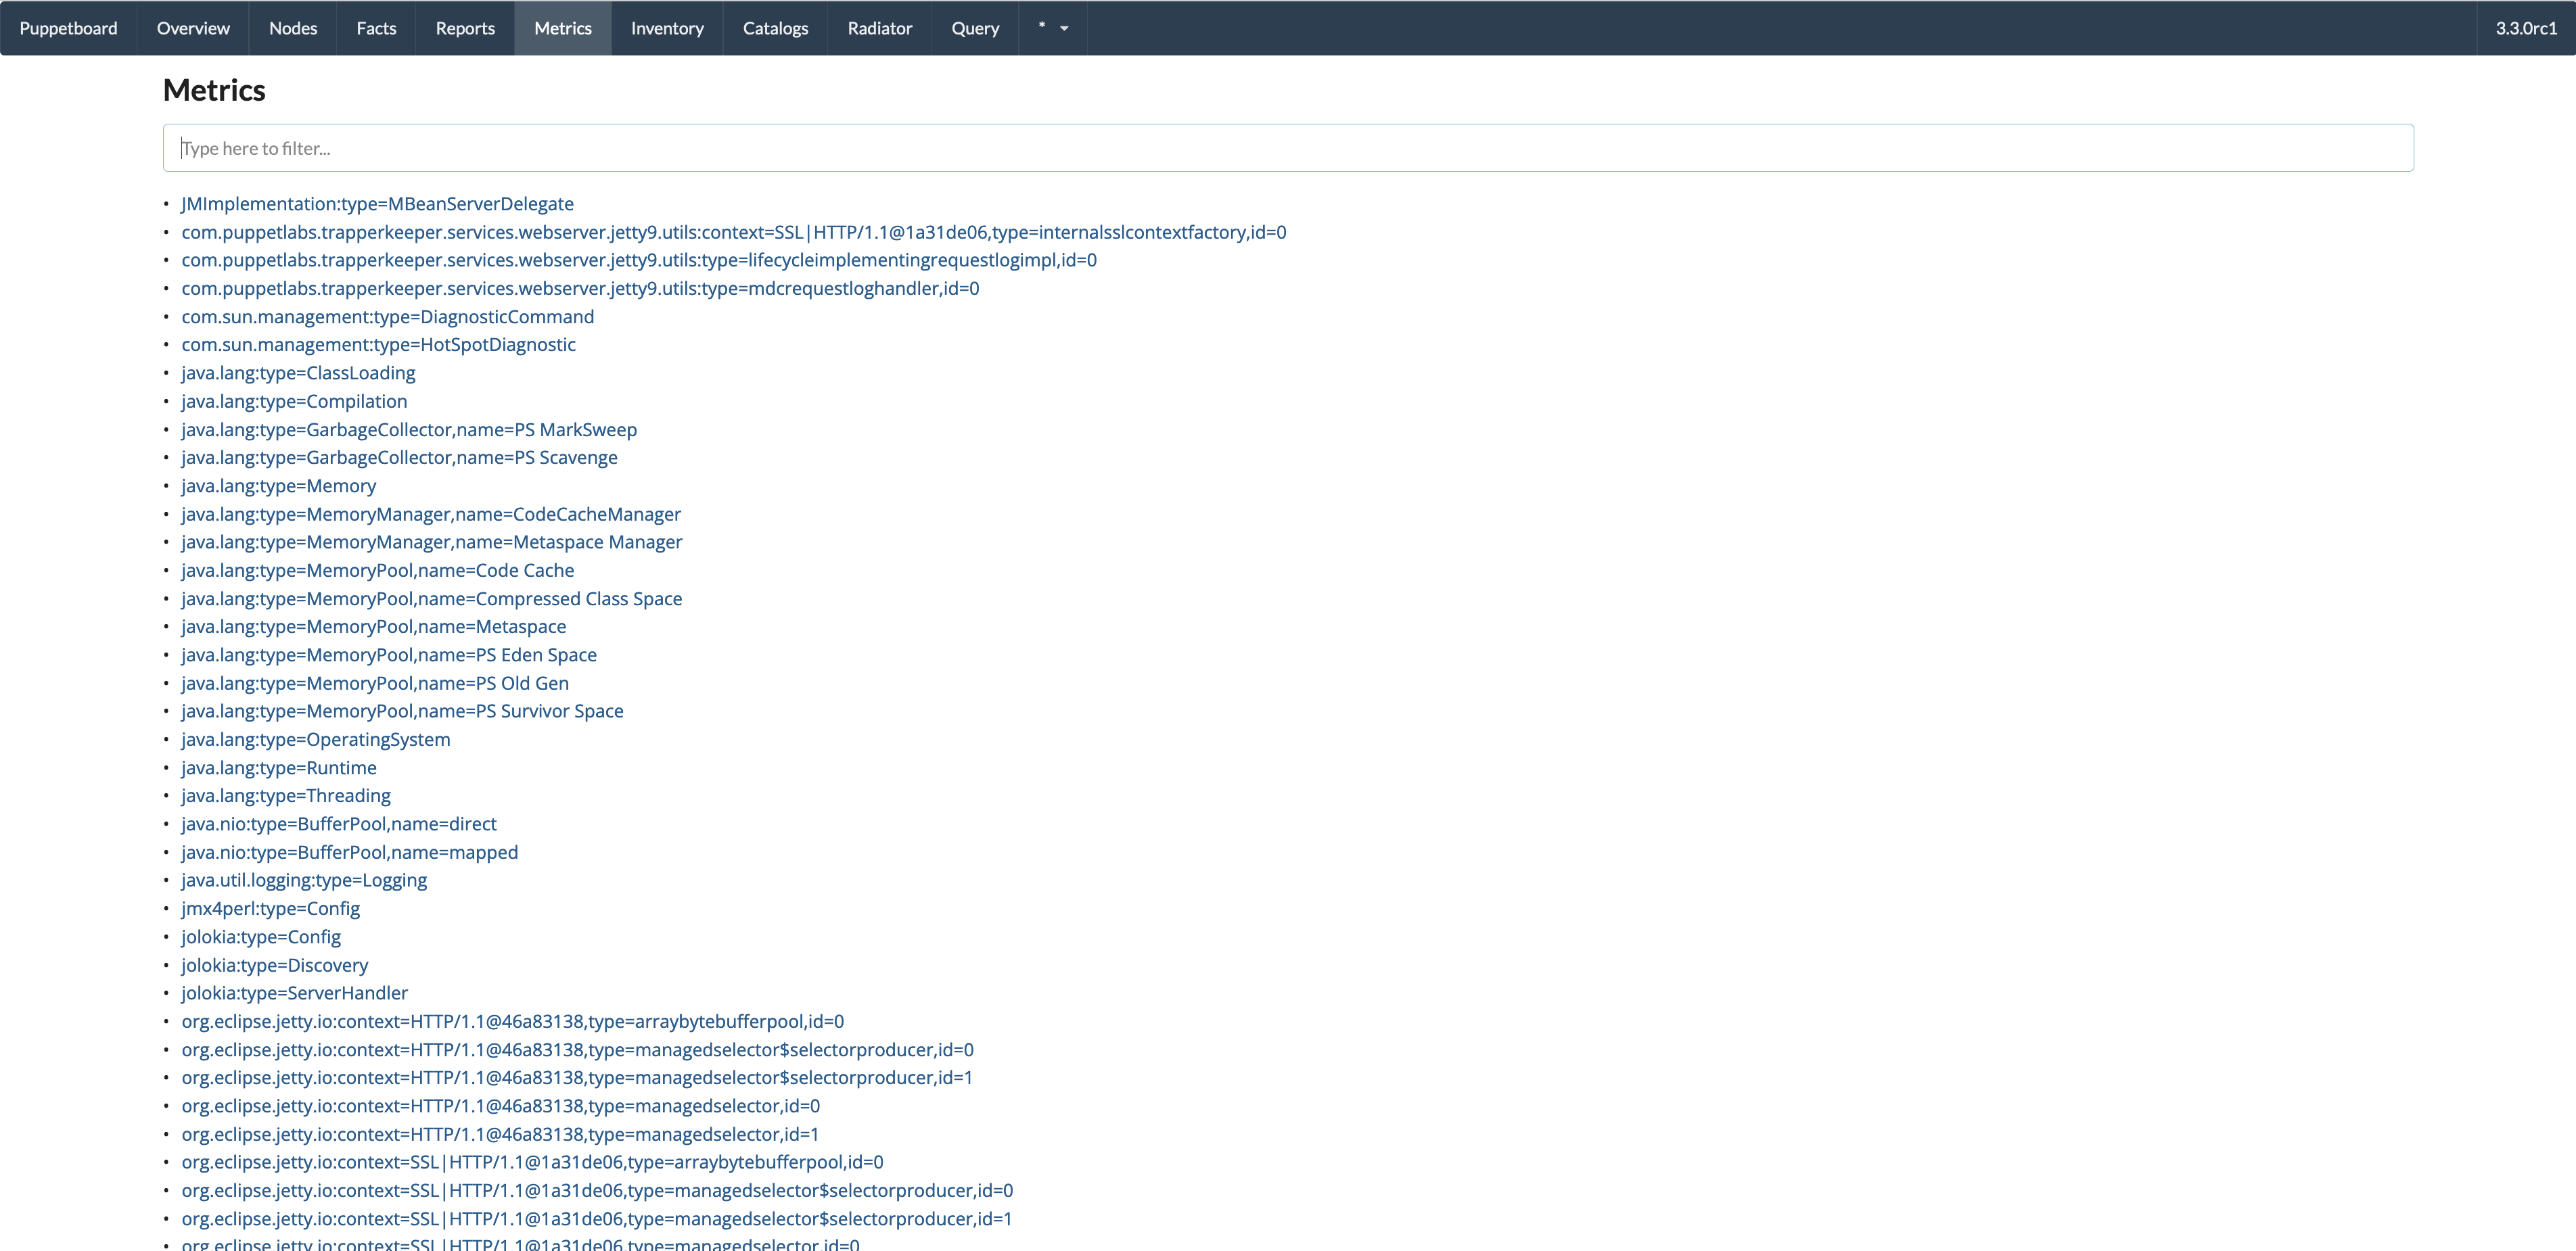 Puppetboard Overview Nodes Facts Reports Metrics Inventory Catalogs Radiator Query * 3.3.0rc1
Metrics
Type here to filter...
• JMImplementation:type=MBeanServerDelegate
• com.puppetlabs.trapperkeeper.services.webserver.jetty9.utils:context=SSL|HTTP/1.1@1a31de06,type=internalsslcontextfactory,id=0
• com.puppetlabs.trapperkeeper.services.webserver.jetty9.utils:type=lifecycleimplementingrequestlogimpl,id=0
• com.puppetlabs.trapperkeeper.services.webserver.jetty9.utils:type=mdcrequestloghandler,id=0
• com.sun.management:type=DiagnosticCommand
• com.sun.management:type=HotSpotDiagnostic
• java.lang:type=ClassLoading
• java.lang:type=Compilation
• java.lang:type=GarbageCollector,name=PS MarkSweep
• java.lang:type=GarbageCollector,name=PS Scavenge
• java.lang:type=Memory
• java.lang:type=MemoryManager,name=CodeCacheManager
• java.lang:type=MemoryManager,name=Metaspace Manager
• java.lang:type=MemoryPool,name=Code Cache
• java.lang:type=MemoryPool,name=Compressed Class Space
• java.lang:type=MemoryPool,name=Metaspace
• java.lang:type=MemoryPool,name=PS Eden Space
• java.lang:type=MemoryPool,name=PS Old Gen
• java.lang:type=MemoryPool,name=PS Survivor Space
• java.lang:type=OperatingSystem
• java.lang:type=Runtime
• java.lang:type=Threading
• java.nio:type=BufferPool,name=direct
• java.nio:type=BufferPool,name=mapped
• java.util.logging:type=Logging
• jmx4perl:type=Config
• jolokia:type=Config
• jolokia:type=Discovery
• jolokia:type=ServerHandler
• org.eclipse.jetty.io:context=HTTP/1.1@46a83138,type=arraybytebufferpool,id=0
• org.eclipse.jetty.io:context=HTTP/1.1@46a83138,type=managedselector$selectorproducer,id=0
• org.eclipse.jetty.io:context=HTTP/1.1@46a83138,type=managedselector$selectorproducer,id=1
• org.eclipse.jetty.io:context=HTTP/1.1@46a83138,type=managedselector,id=0
• org.eclipse.jetty.io:context=HTTP/1.1@46a83138,type=managedselector,id=1
• org.eclipse.jetty.io:context=SSL|HTTP/1.1@1a31de06,type=arraybytebufferpool,id=0
• org.eclipse.jetty.io:context=SSL|HTTP/1.1@1a31de06,type=managedselector$selectorproducer,id=0
• org.eclipse.jetty.io:context=SSL|HTTP/1.1@1a31de06,type=managedselector$selectorproducer,id=1
• org.eclipse.jetty.io:context=SSL|HTTP/1.1@1a31de06,type=managedselector,id=0